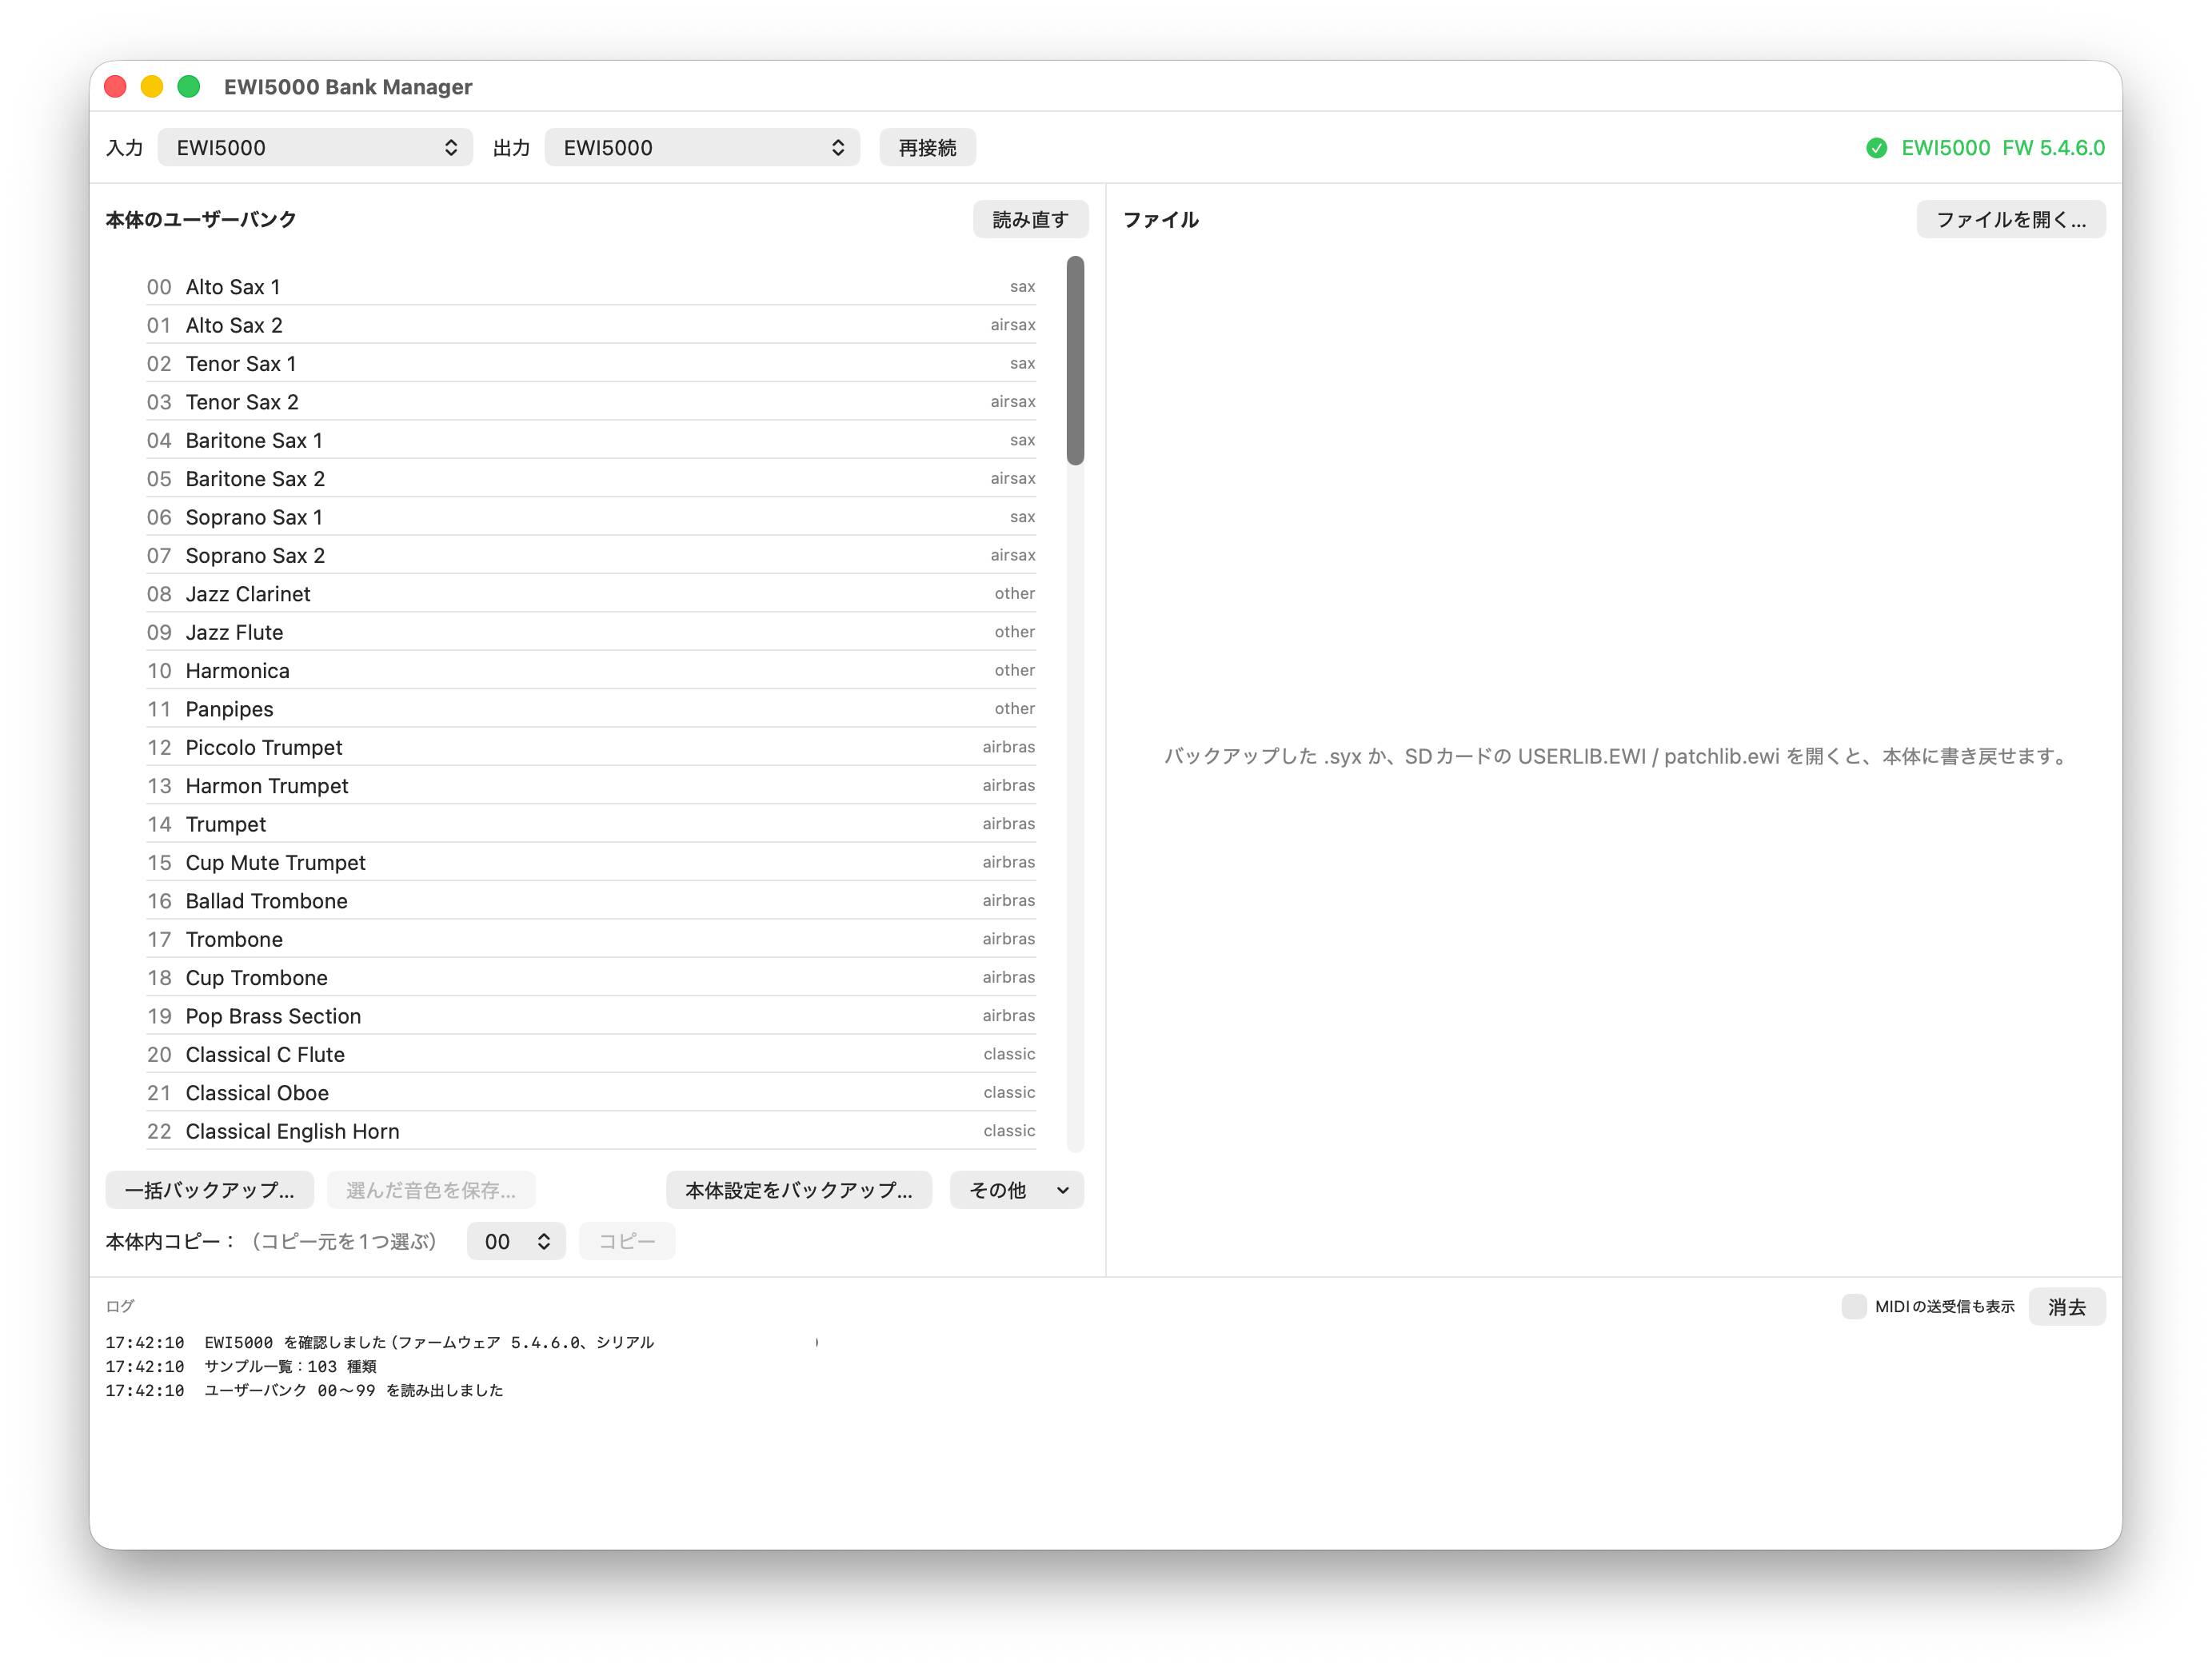 EWI5000 Bank Manager
入力 EWI5000 出力 EWI5000 再接続 EWI5000 FW 5.4.6.0
本体のユーザーバンク 読み直す
00 Alto Sax 1 sax
01 Alto Sax 2 airsax
02 Tenor Sax 1 sax
03 Tenor Sax 2 airsax
04 Baritone Sax 1 sax
05 Baritone Sax 2 airsax
06 Soprano Sax 1 sax
07 Soprano Sax 2 airsax
08 Jazz Clarinet other
09 Jazz Flute other
10 Harmonica other
11 Panpipes other
12 Piccolo Trumpet airbras
13 Harmon Trumpet airbras
14 Trumpet airbras
15 Cup Mute Trumpet airbras
16 Ballad Trombone airbras
17 Trombone airbras
18 Cup Trombone airbras
19 Pop Brass Section airbras
20 Classical C Flute classic
21 Classical Oboe classic
22 Classical English Horn classic
一括バックアップ... 選んだ音色を保存... 本体設定をバックアップ... その他
本体内コピー：（コピー元を1つ選ぶ） 00 コピー
ファイル ファイルを開く...
バックアップした .syx か、SDカードの USERLIB.EWI / patchlib.ewi を開くと、本体に書き戻せます。
ログ MIDIの送受信も表示 消去
17:42:10 EWI5000 を確認しました（ファームウェア 5.4.6.0、シリアル ）
17:42:10 サンプル一覧：103 種類
17:42:10 ユーザーバンク 00〜99 を読み出しました